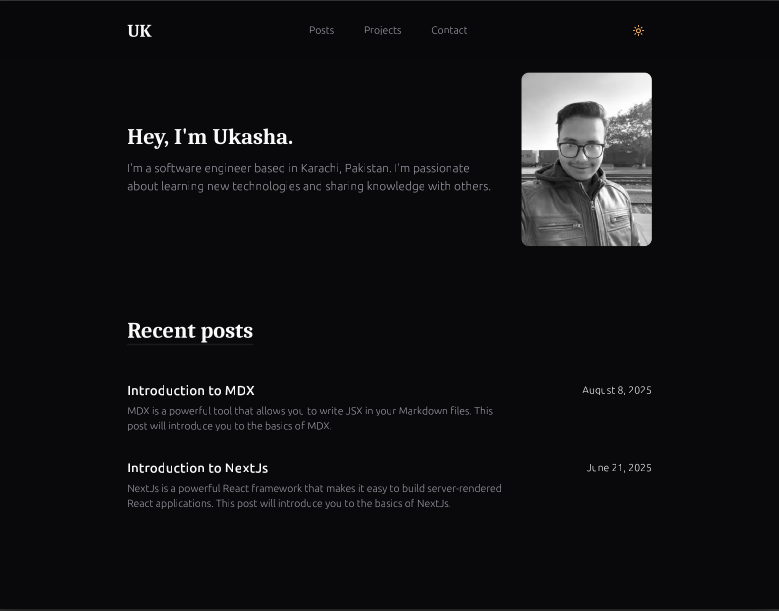 UK
Posts Projects Contact
Hey, I'm Ukasha.
I'm a software engineer based in Karachi, Pakistan. I'm passionate
about learning new technologies and sharing knowledge with others.
Recent posts
Introduction to MDX
August 8, 2025
MDX is a powerful tool that allows you to write JSX in your Markdown files. This
post will introduce you to the basics of MDX.
Introduction to NextJs
June 21, 2025
NextJs is a powerful React framework that makes it easy to build server-rendered
React applications. This post will introduce you to the basics of NextJs.